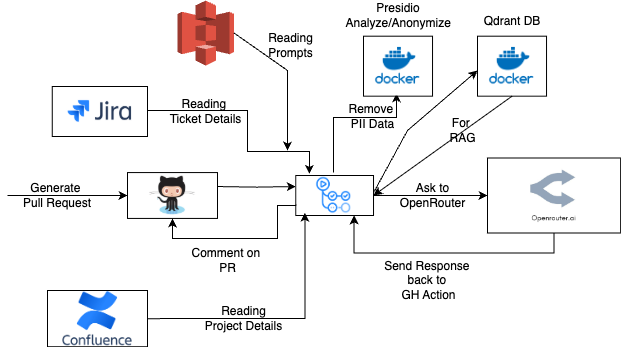 Presidio
Analyze/Anonymize
Qdrant DB
Reading
Prompts
docker
docker
Jira
Reading
Ticket Details
Remove
PII Data
For
RAG
Generate
Pull Request
Ask to
OpenRouter
Openrouter.ai
Comment on
PR
Send Response
back to
GH Action
Confluence
Reading
Project Details